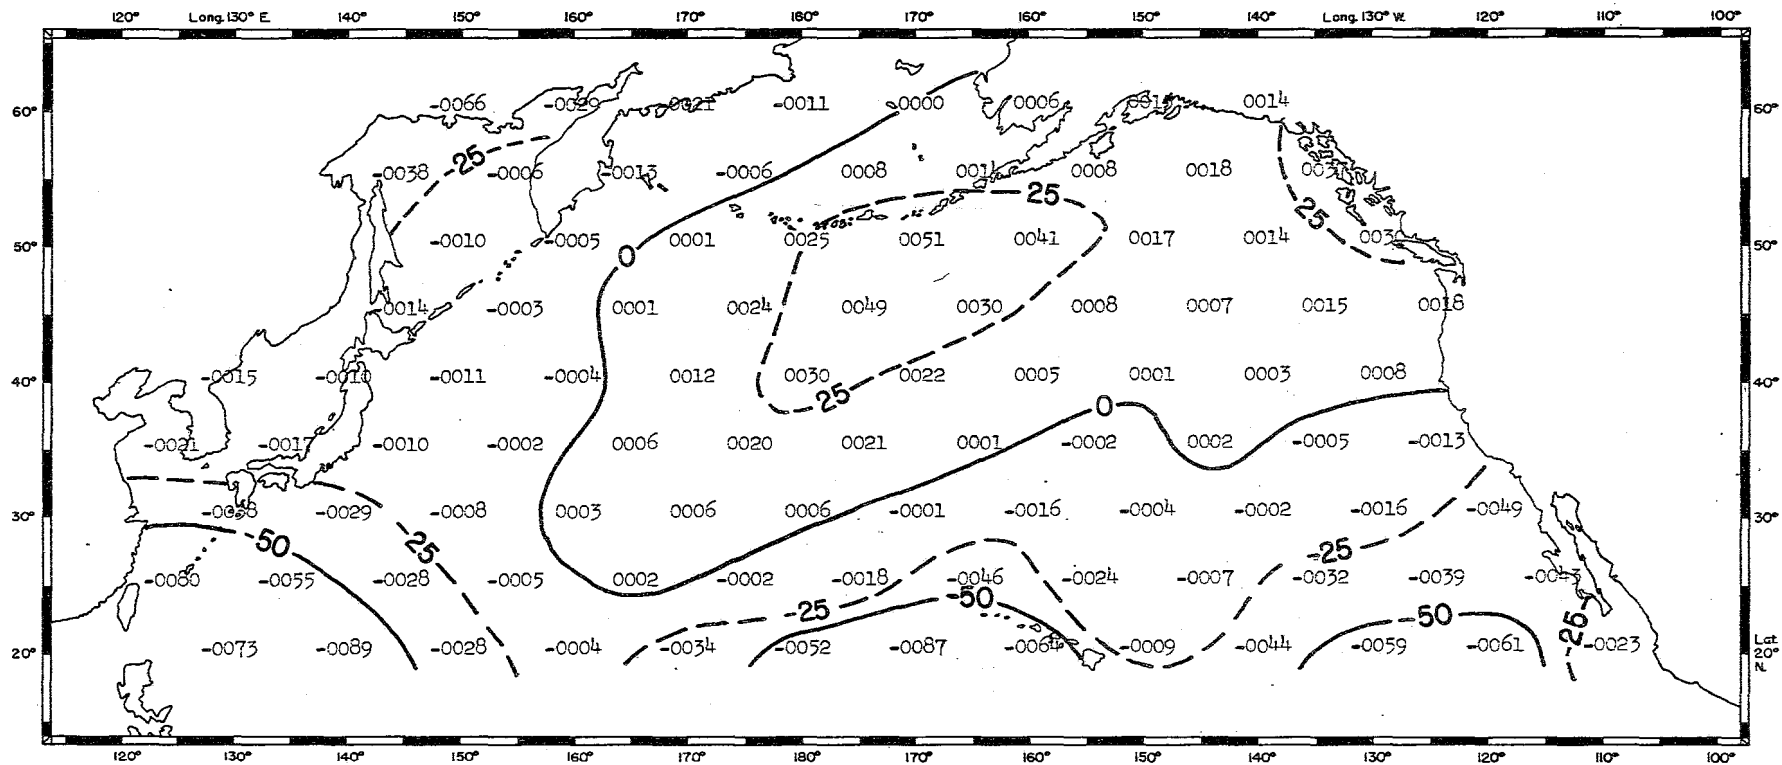 120° Long. 130° E. 140° 150° 160° 170° 180° 170° 160° 150° 140° Long. 130° W. 120° 110° 100°
60° -0066 -0029 -0021 -0011 -0000 0006 0014 60°
25
-0038 -0006 -0013 -0006 0008 0008 0018
25 25
50° -0010 -0005 0001 0025 0051 0041 0017 0014 50°
0
0014 -0003 0001 0024 0049 0030 0008 0007 0015 0018
40° -0015 -0010 -0011 -0004 0012 0030 0022 0005 0001 0003 0008 40°
-25 0
-0021 -0017 -0010 -0002 0006 0020 0021 0001 -0002 0002 -0005 -0013
30° -0029 -0008 0003 0006 0006 -0001 -0016 -0004 -0002 -0016 -0049 30°
-50 -25 -25
-0080 -0055 -0028 -0005 0002 -0002 -0018 -0046 -0024 -0007 -0032 -0039 -0043
-25 -50 -50 -25
20° -0073 -0089 -0028 -0004 -0034 -0052 -0087 -0064 -0009 -0044 -0059 -0061 -0023 Lat 20° N.
120° 130° 140° 150° 160° 170° 180° 170° 160° 150° 140° 130° 120° 110° 100°